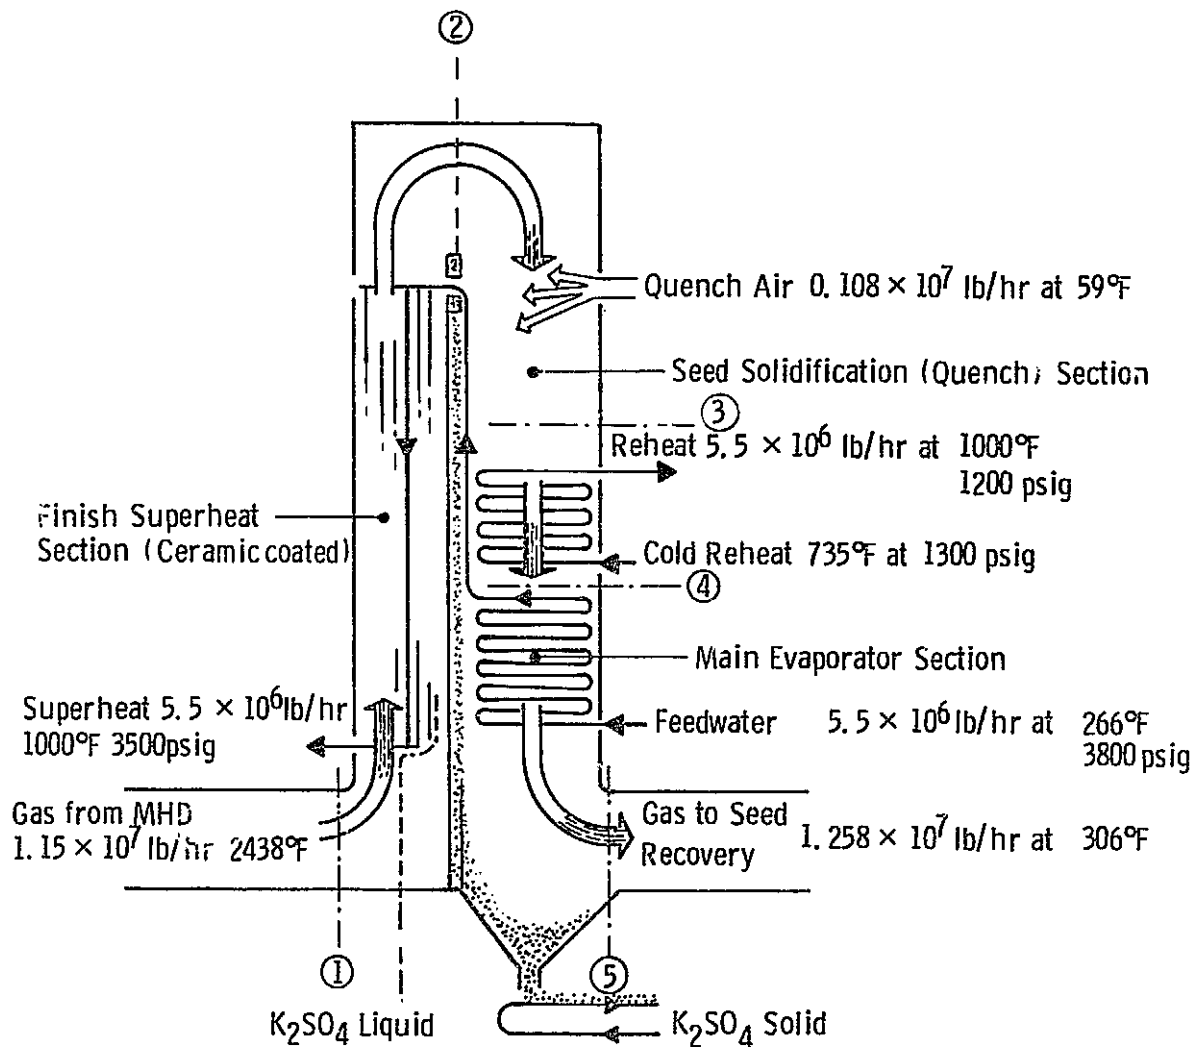 ②
Quench Air 0.108 × 10⁷ lb/hr at 59°F
Seed Solidification (Quench) Section
③
Reheat 5.5 × 10⁶ lb/hr at 1000°F
1200 psig
Finish Superheat
Section (Ceramic coated)
Cold Reheat 735°F at 1300 psig
④
Main Evaporator Section
Superheat 5.5 × 10⁶ lb/hr
1000°F 3500psig
Feedwater 5.5 × 10⁶ lb/hr at 266°F
3800 psig
Gas from MHD
1.15 × 10⁷ lb/hr 2438°F
Gas to Seed
Recovery 1.258 × 10⁷ lb/hr at 306°F
①
⑤
K₂SO₄ Liquid
K₂SO₄ Solid